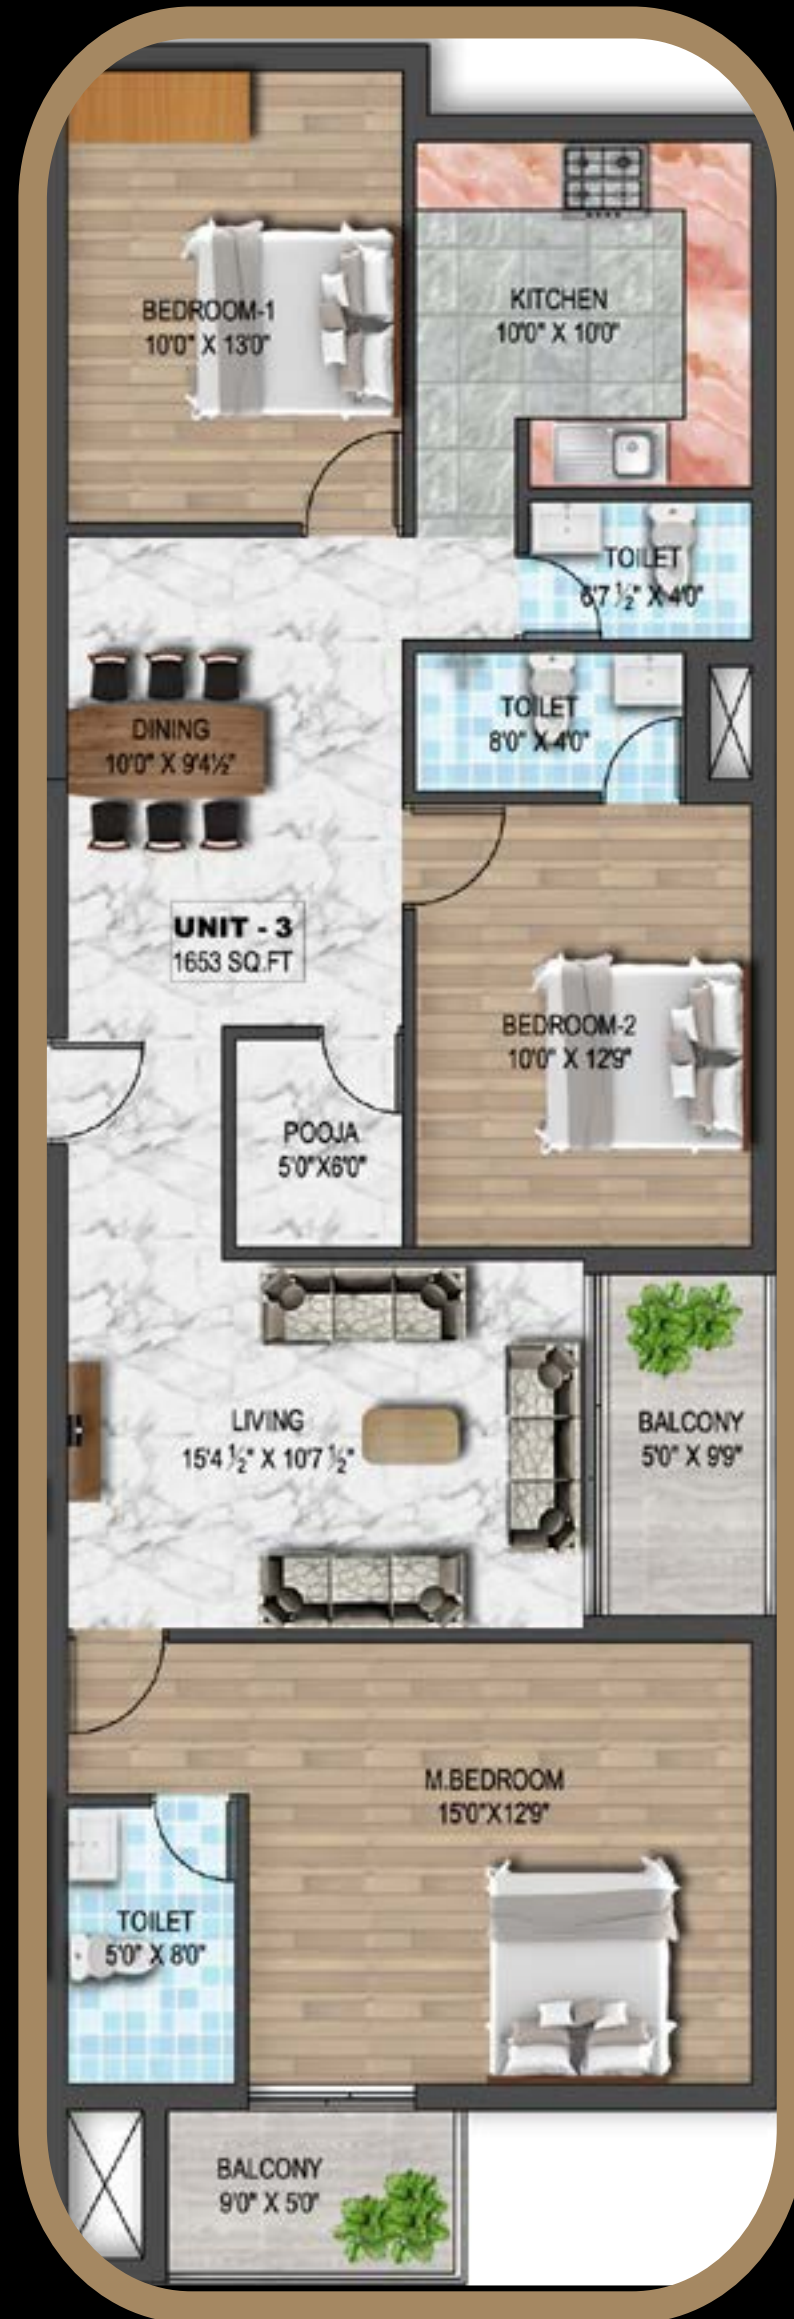 BEDROOM-1
10'0" X 13'0"
KITCHEN
10'0" X 10'0"
TOILET
6'7 ½" X 4'0"
TOILET
8'0" X 4'0"
DINING
10'0" X 9'4½"
UNIT - 3
1653 SQ.FT
BEDROOM-2
10'0" X 12'9"
POOJA
5'0"X6'0"
LIVING
15'4 ½" X 10'7 ½"
BALCONY
5'0" X 9'9"
M.BEDROOM
15'0"X12'9"
TOILET
5'0" X 8'0"
BALCONY
9'0" X 5'0"